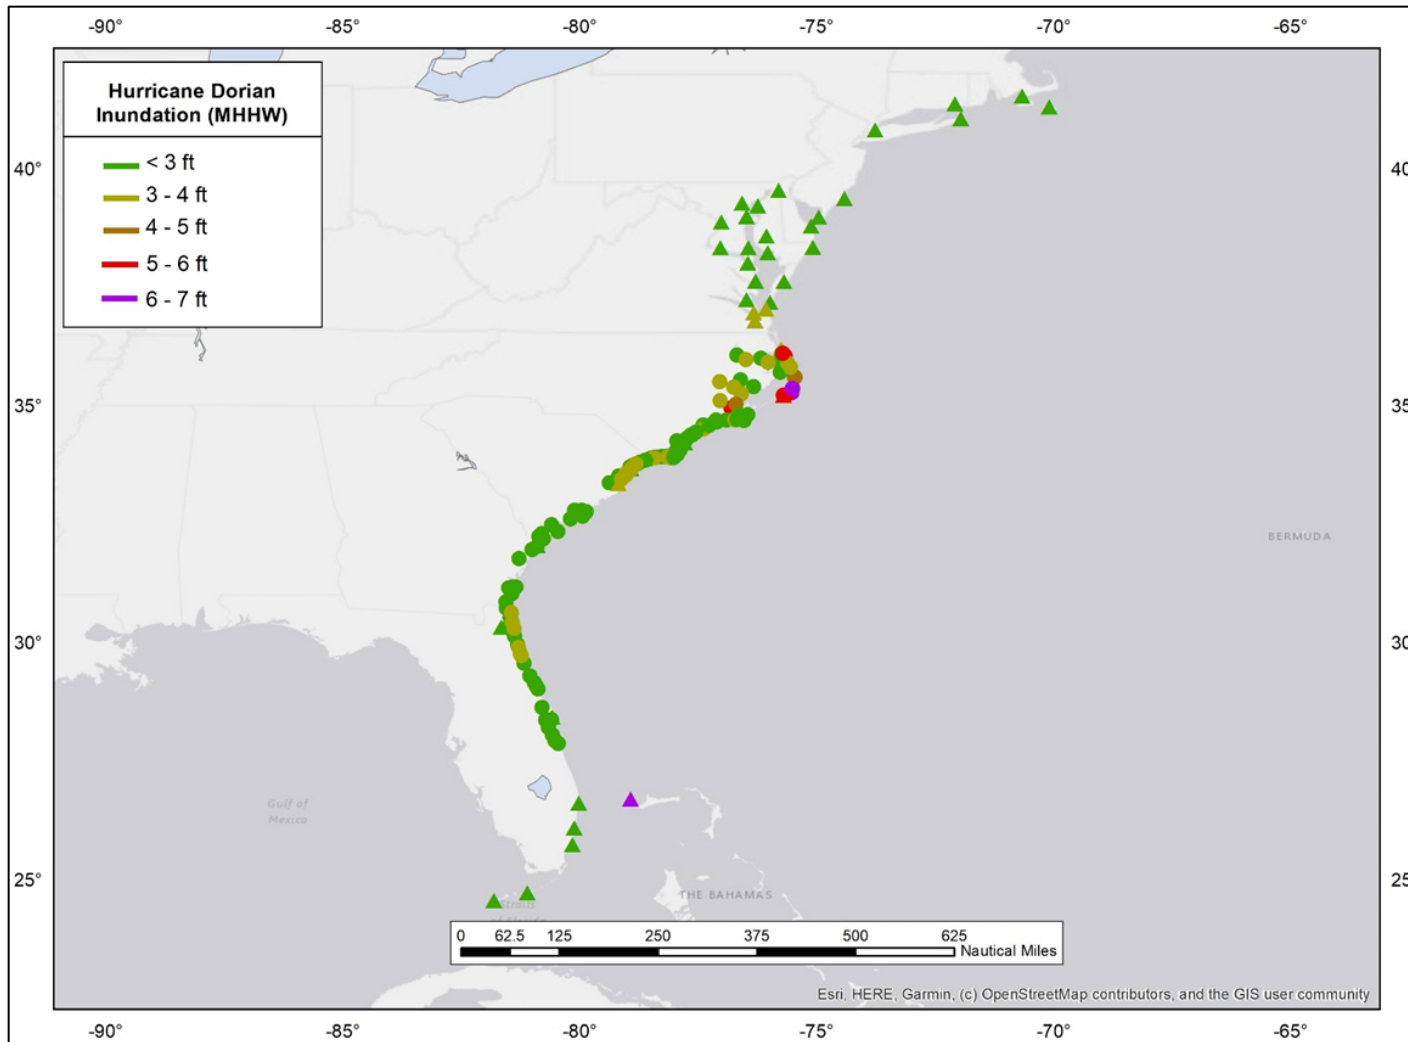 -90° -85° -80° -75° -70° -65°
Hurricane Dorian
Inundation (MHHW)
< 3 ft
3 - 4 ft
4 - 5 ft
5 - 6 ft
6 - 7 ft
40° 40
35° 35
BERMUDA
30° 30
Gulf of
Mexico
25° 25
THE BAHAMAS
Straits
of Florida
0 62.5 125 250 375 500 625
Nautical Miles
Esri, HERE, Garmin, (c) OpenStreetMap contributors, and the GIS user community
-90° -85° -80° -75° -70° -65°